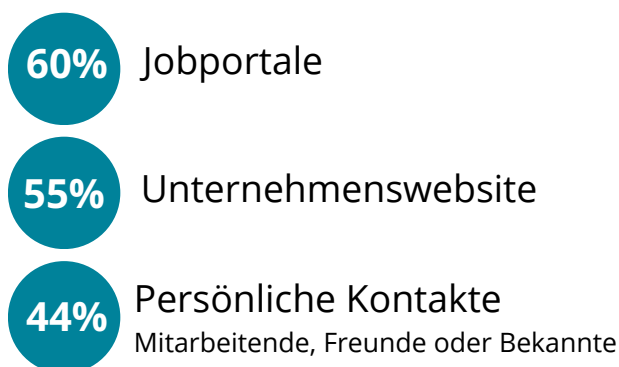 60% Jobportale
55% Unternehmenswebsite
44% Persönliche Kontakte
Mitarbeitende, Freunde oder Bekannte